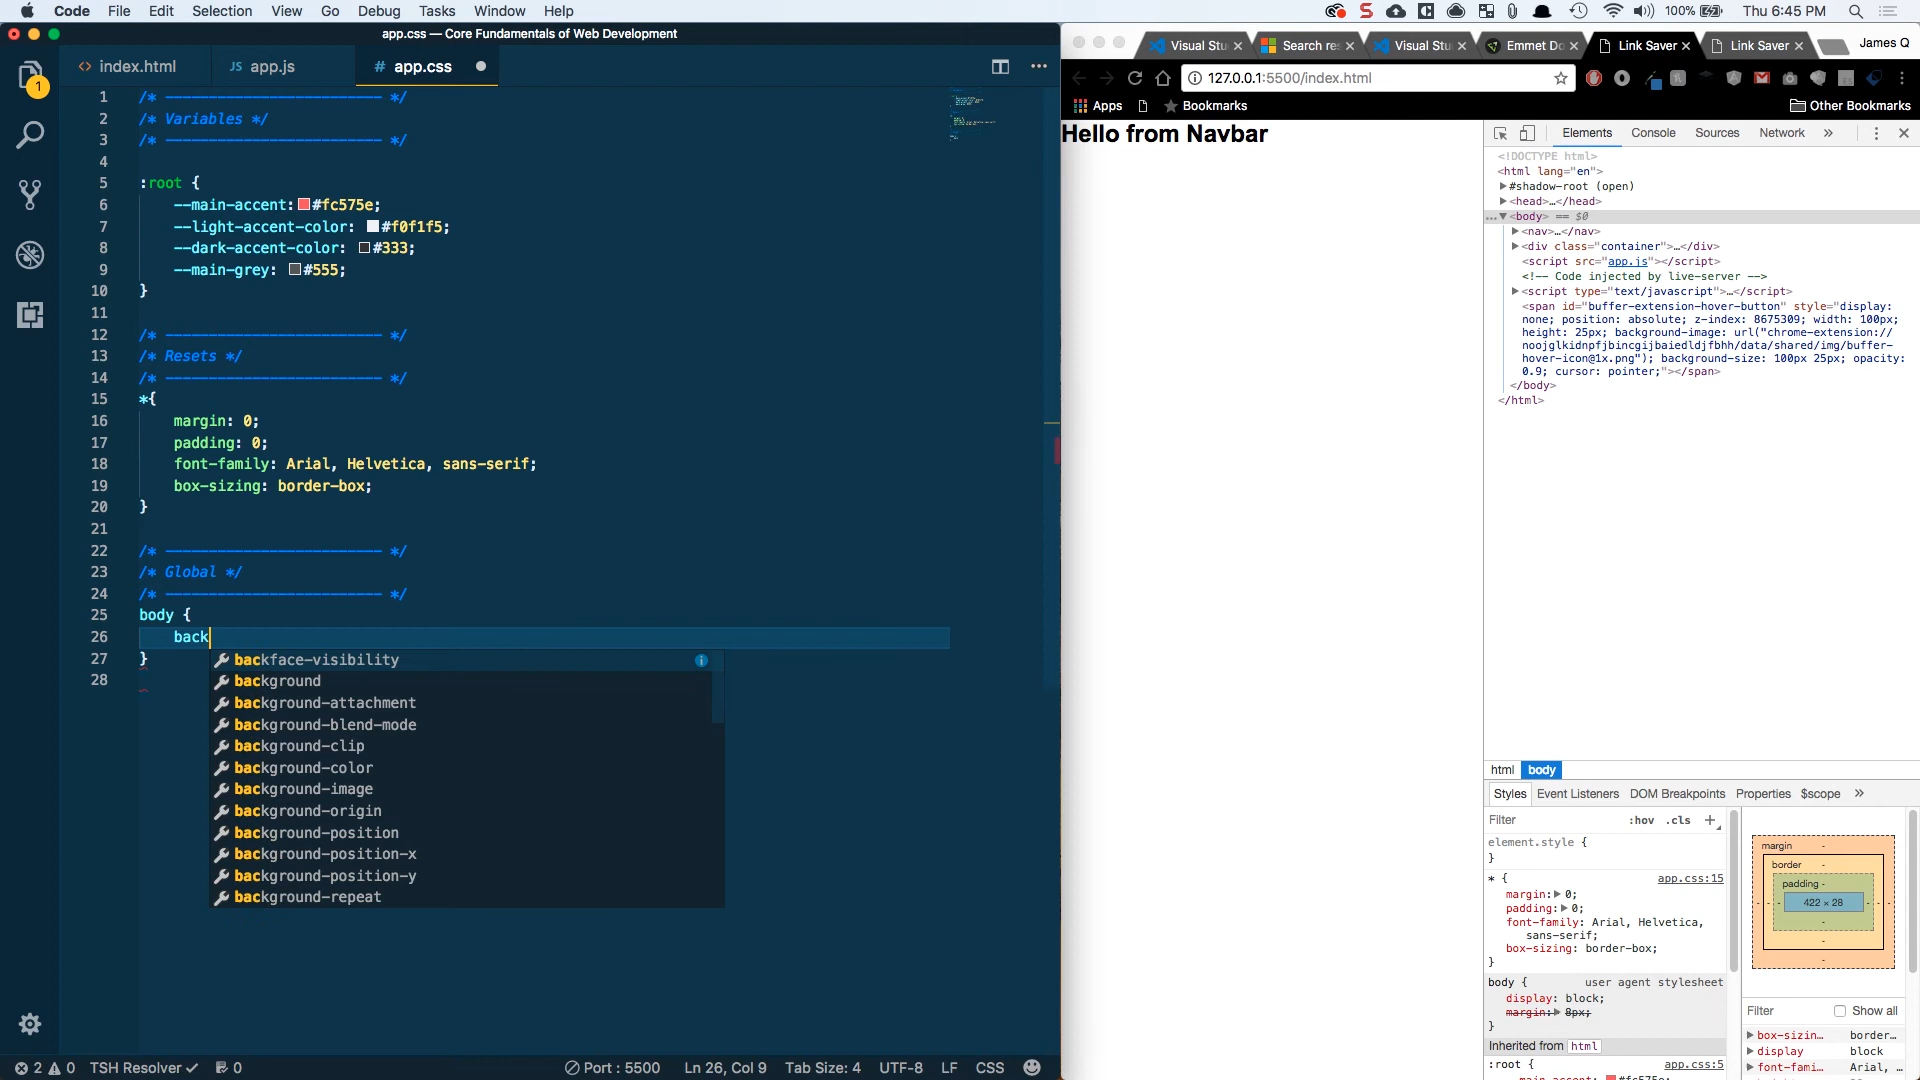 Code File Edit Selection View Go Debug Tasks Window Help
100% Thu 6:45 PM
app.css — Core Fundamentals of Web Development
<> index.html
JS app.js
# app.css
1 /* ------------------------- */
2 /* Variables */
3 /* ------------------------- */
4
5 :root {
6 --main-accent: #fc575e;
7 --light-accent-color: #f0f1f5;
8 --dark-accent-color: #333;
9 --main-grey: #555;
10 }
11
12 /* ------------------------- */
13 /* Resets */
14 /* ------------------------- */
15 *{
16 margin: 0;
17 padding: 0;
18 font-family: Arial, Helvetica, sans-serif;
19 box-sizing: border-box;
20 }
21
22 /* ------------------------- */
23 /* Global */
24 /* ------------------------- */
25 body {
26 back
27 }
28
backface-visibility
background
background-attachment
background-blend-mode
background-clip
background-color
background-image
background-origin
background-position
background-position-x
background-position-y
background-repeat
1
2 0 TSH Resolver 0
Port : 5500 Ln 26, Col 9 Tab Size: 4 UTF-8 LF CSS
Visual Stu
Search re
Visual Stu
Emmet Do
Link Saver
Link Saver
James Q
127.0.0.1:5500/index.html
Apps Bookmarks Other Bookmarks
Hello from Navbar
Elements Console Sources Network »
<!DOCTYPE html>
<html lang="en">
#shadow-root (open)
<head>…</head>
<body> == $0
<nav>…</nav>
<div class="container">…</div>
<script src="app.js"></script>
<!-- Code injected by live-server -->
<script type="text/javascript">…</script>
<span id="buffer-extension-hover-button" style="display:
none; position: absolute; z-index: 8675309; width: 100px;
height: 25px; background-image: url("chrome-extension://
noojglkidnpfjbincgijbaiedldjfbhh/data/shared/img/buffer-
hover-icon@1x.png"); background-size: 100px 25px; opacity:
0.9; cursor: pointer;"></span>
</body>
</html>
html body
Styles Event Listeners DOM Breakpoints Properties $scope »
Filter :hov .cls +
element.style {
}
* { app.css:15
margin: 0;
padding: 0;
font-family: Arial, Helvetica,
sans-serif;
box-sizing: border-box;
}
body { user agent stylesheet
display: block;
margin: 8px;
}
Inherited from html
:root { app.css:5
margin -
border -
padding -
422 × 28
Filter Show all
box-sizin… border…
display block
font-fami… Arial, …